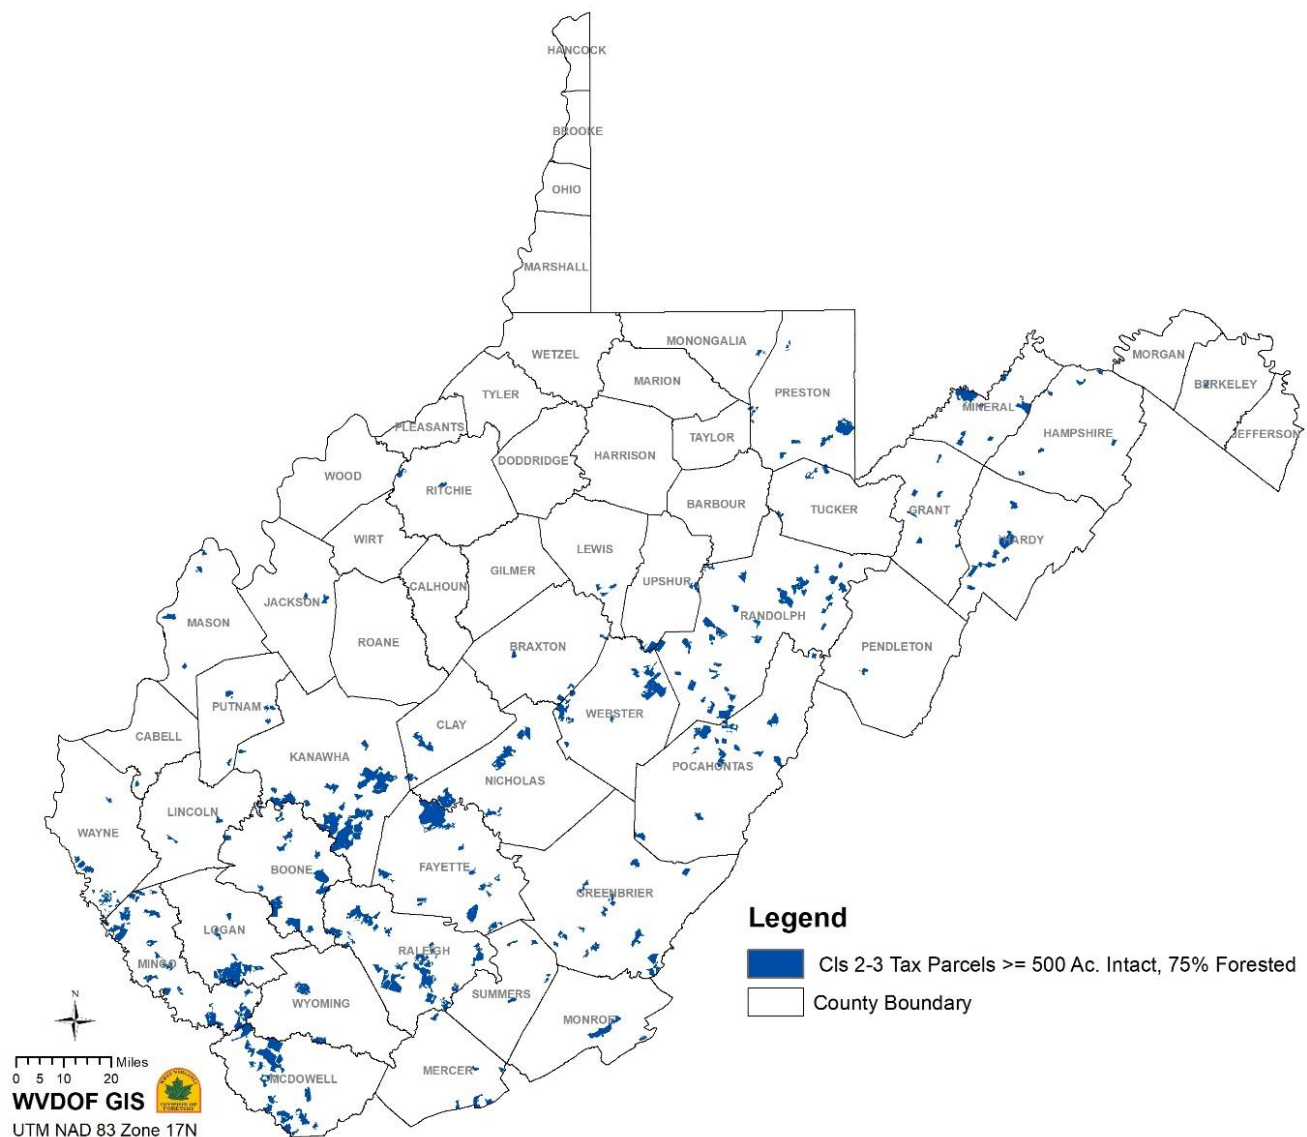 HANCOCK
BROOKE
OHIO
MARSHALL
WETZEL
MONONGALIA
MORGAN
MARION
BERKELEY
TYLER
PRESTON
MINERAL
PLEASANTS
HAMPSHIRE
JEFFERSON
TAYLOR
HARRISON
DODDRIDGE
WOOD
RITCHIE
BARBOUR
TUCKER
GRANT
WIRT
HARDY
LEWIS
GILMER
UPSHUR
CALHOUN
JACKSON
MASON
RANDOLPH
ROANE
BRAXTON
PENDLETON
PUTNAM
WEBSTER
CLAY
CABELL
KANAWHA
POCAHONTAS
NICHOLAS
LINCOLN
WAYNE
FAYETTE
BOONE
GREENBRIER
LOGAN
RALEIGH
MINGO
SUMMERS
WYOMING
MONROE
MERCER
MCDOWELL
Legend
Cls 2-3 Tax Parcels >= 500 Ac. Intact, 75% Forested
County Boundary
N
Miles
0 5 10 20
WVDOF GIS
UTM NAD 83 Zone 17N